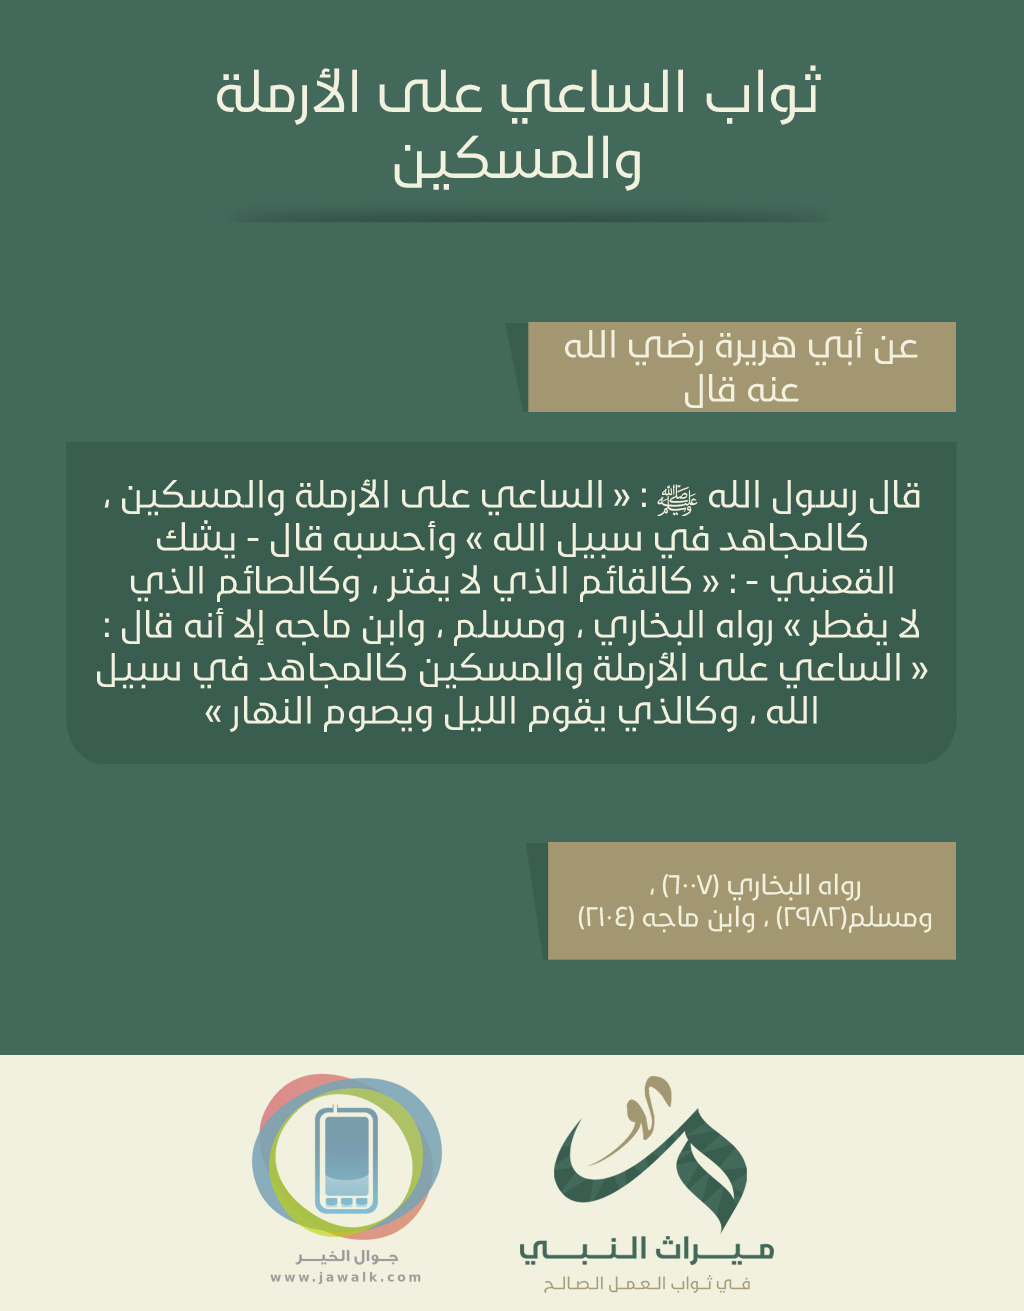 ثواب الساعي على الأرملة
والمسكين
عن أبي هريرة رضي الله
عنه قال
قال رسول الله ﷺ : « الساعي على الأرملة والمسكين ،
كالمجاهد في سبيل الله » وأحسبه قال - يشك
القعنبي - : « كالقائم الذي لا يفتر ، وكالصائم الذي
لا يفطر » رواه البخاري ، ومسلم ، وابن ماجه إلا أنه قال :
« الساعي على الأرملة والمسكين كالمجاهد في سبيل
الله ، وكالذي يقوم الليل ويصوم النهار »
رواه البخاري (٦٠٠٧) ،
ومسلم(٢٩٨٢) ، وابن ماجه (٢١٠٤)
ميراث النبي
في ثواب العمل الصالح
جوال الخير
www.jawalk.com